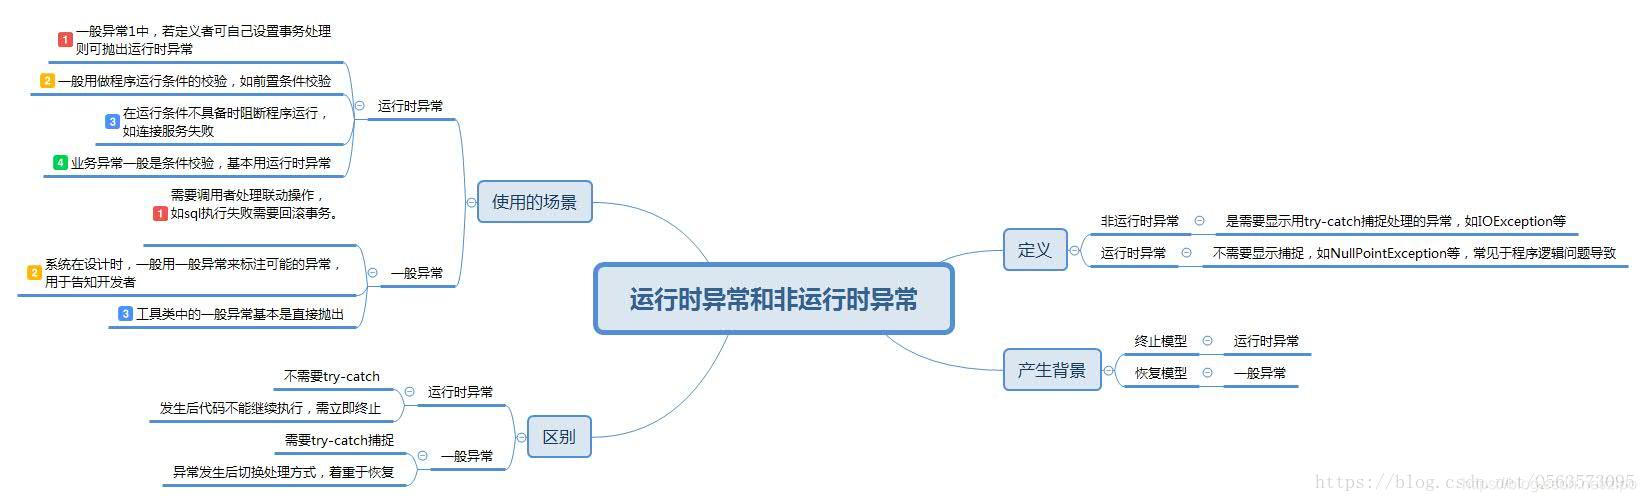 运行时异常和非运行时异常
定义
非运行时异常
是需要显示用try-catch捕捉处理的异常，如IOException等
运行时异常
不需要显示捕捉，如NullPointException等，常见于程序逻辑问题导致
产生背景
终止模型
运行时异常
恢复模型
一般异常
使用的场景
运行时异常
1
一般异常1中，若定义者可自己设置事务处理
则可抛出运行时异常
2 一般用做程序运行条件的校验，如前置条件校验
3
在运行条件不具备时阻断程序运行，
如连接服务失败
4 业务异常一般是条件校验，基本用运行时异常
一般异常
1
需要调用者处理联动操作，
如sql执行失败需要回滚事务。
2
系统在设计时，一般用一般异常来标注可能的异常，
用于告知开发者
3 工具类中的一般异常基本是直接抛出
区别
运行时异常
不需要try-catch
发生后代码不能继续执行，需立即终止
一般异常
需要try-catch捕捉
异常发生后切换处理方式，着重于恢复
https://blog.csdn.net/Q563573095